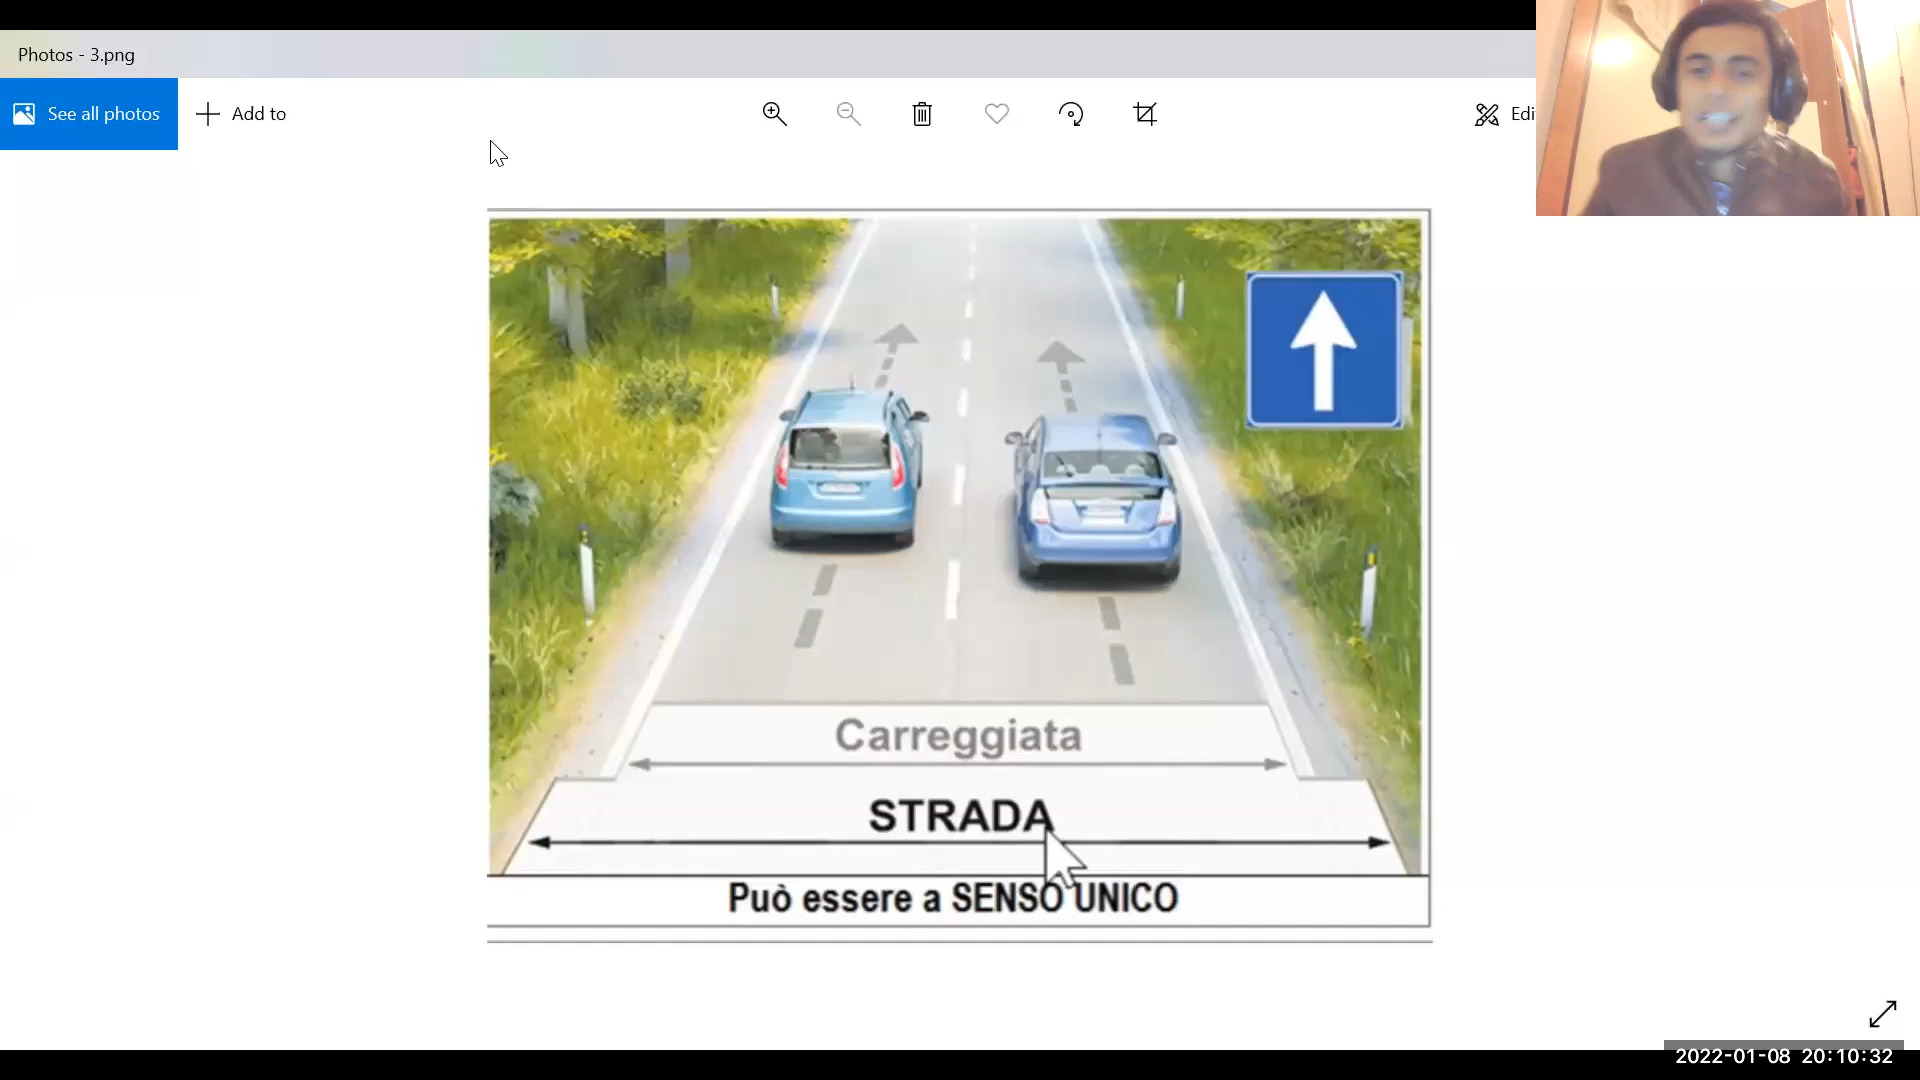 Photos - 3.png
See all photos
Add to
Edi
Carreggiata
STRADA
Può essere a SENSO UNICO
2022-01-08 20:10:32